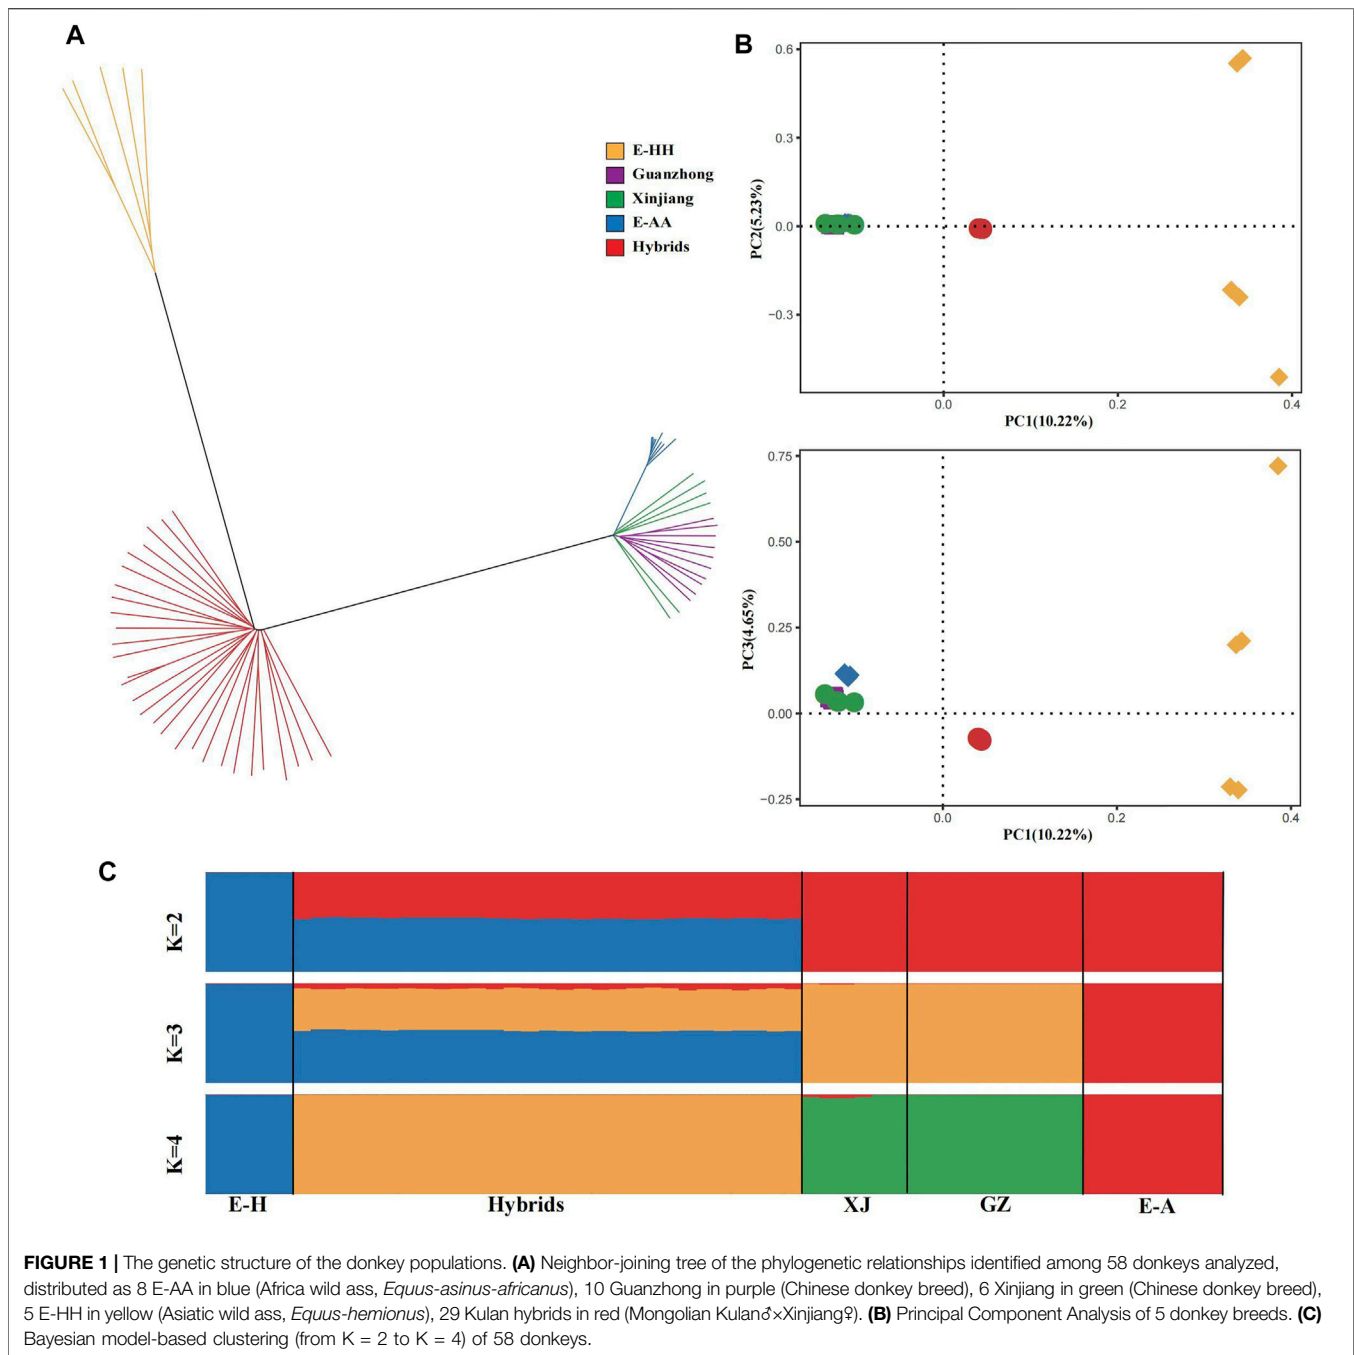 A
E-HH
Guanzhong
Xinjiang
E-AA
Hybrids
B
0.6
0.3
0.0
−0.3
PC2(5.23%)
0.0
0.2
0.4
PC1(10.22%)
0.75
0.50
0.25
0.00
−0.25
PC3(4.65%)
0.0
0.2
0.4
PC1(10.22%)
C
K=2
K=3
K=4
E-H
Hybrids
XJ
GZ
E-A
FIGURE 1 | The genetic structure of the donkey populations. (A) Neighbor-joining tree of the phylogenetic relationships identified among 58 donkeys analyzed,
distributed as 8 E-AA in blue (Africa wild ass, Equus-asinus-africanus), 10 Guanzhong in purple (Chinese donkey breed), 6 Xinjiang in green (Chinese donkey breed),
5 E-HH in yellow (Asiatic wild ass, Equus-hemionus), 29 Kulan hybrids in red (Mongolian Kulan♂×Xinjiang♀). (B) Principal Component Analysis of 5 donkey breeds. (C)
Bayesian model-based clustering (from K = 2 to K = 4) of 58 donkeys.